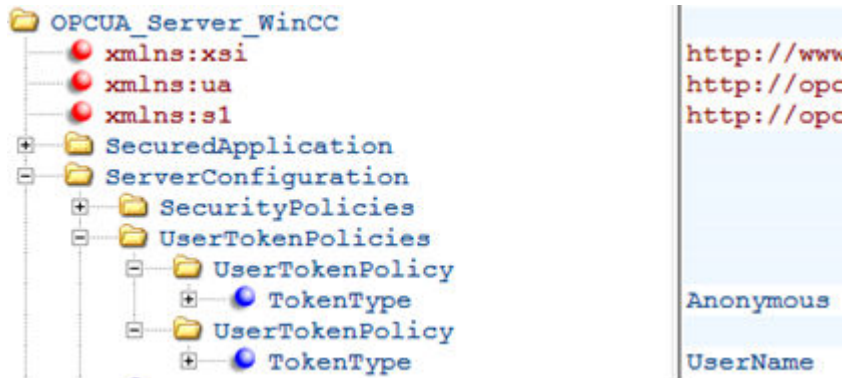 OPCUA_Server_WinCC
xmlns:xsi http://www
xmlns:ua http://opc
xmlns:s1 http://opc
SecuredApplication
ServerConfiguration
SecurityPolicies
UserTokenPolicies
UserTokenPolicy
TokenType Anonymous
UserTokenPolicy
TokenType UserName